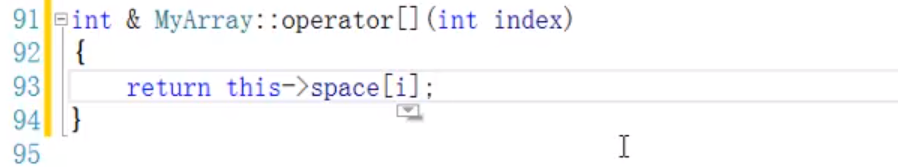 91 int & MyArray::operator[](int index)
92 {
93 return this->space[i];
94 }
95